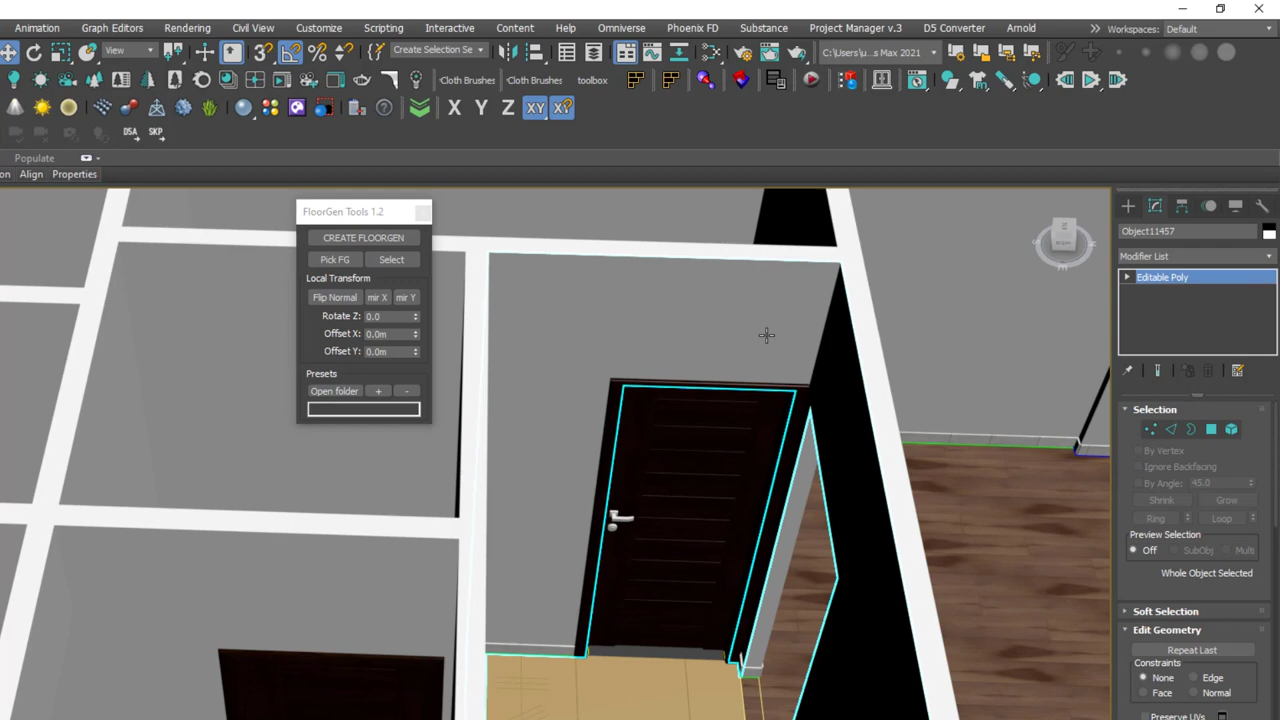 Animation Graph Editors Rendering Civil View Customize Scripting Interactive Content Help Omniverse Phoenix FD Substance Project Manager v.3 D5 Converter Arnold Workspaces: Default
View Create Selection Se C:\Users\u...s Max 2021
Cloth Brushes Cloth Brushes toolbox
X Y Z XY XY
DSA SKP
Populate
on Align Properties
FloorGen Tools 1.2
CREATE FLOORGEN
Pick FG Select
Local Transform
Flip Normal mir X mir Y
Rotate Z: 0.0
Offset X: 0.0m
Offset Y: 0.0m
Presets
Open folder + -
Object11457
Modifier List
Editable Poly
Selection
By Vertex
Ignore Backfacing
By Angle: 45.0
Shrink Grow
Ring Loop
Preview Selection
Off SubObj Multi
Whole Object Selected
Soft Selection
Edit Geometry
Repeat Last
Constraints
None Edge
Face Normal
Preserve UVs